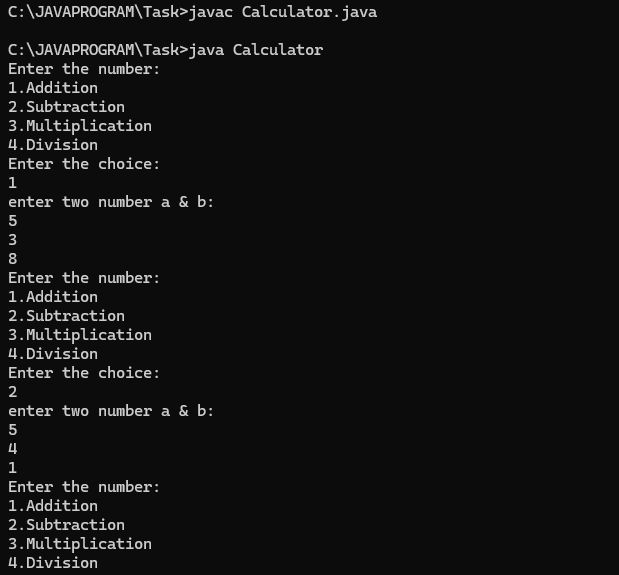 C:\JAVAPROGRAM\Task>javac Calculator.java
C:\JAVAPROGRAM\Task>java Calculator
Enter the number:
1.Addition
2.Subtraction
3.Multiplication
4.Division
Enter the choice:
1
enter two number a & b:
5
3
8
Enter the number:
1.Addition
2.Subtraction
3.Multiplication
4.Division
Enter the choice:
2
enter two number a & b:
5
4
1
Enter the number:
1.Addition
2.Subtraction
3.Multiplication
4.Division